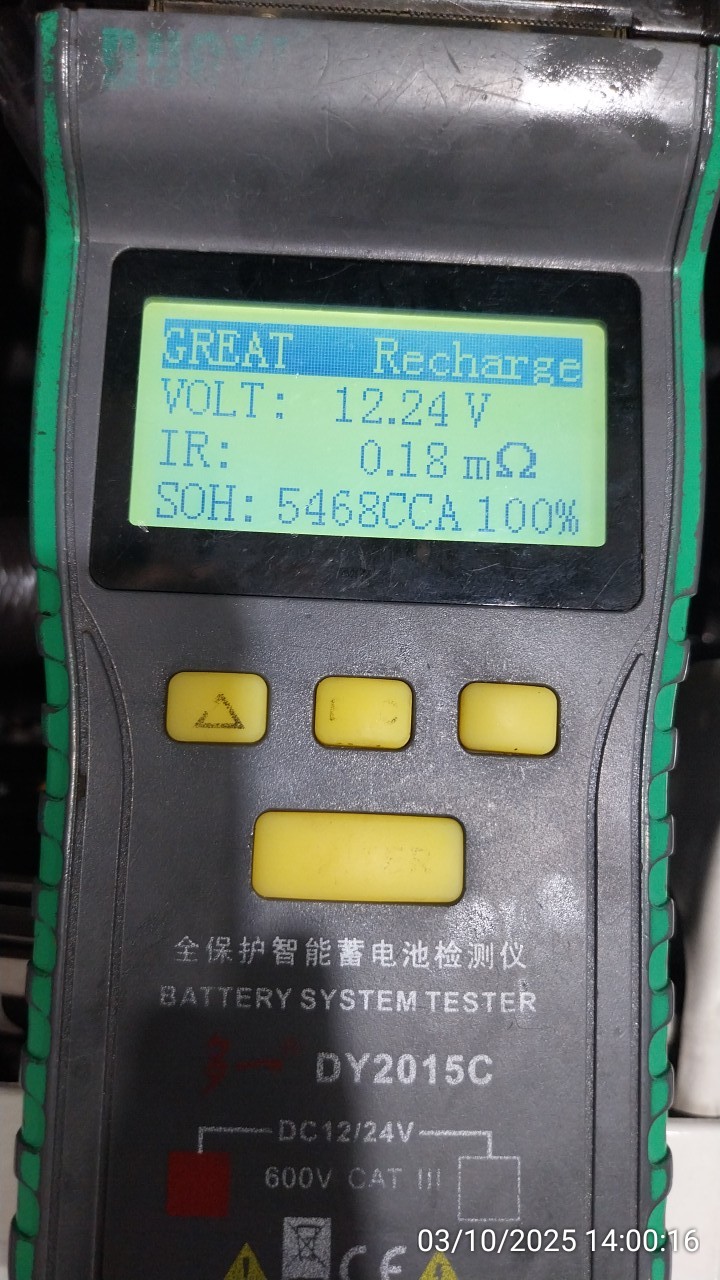 DUOYI
GREAT Recharge
VOLT: 12.24 V
IR: 0.18 mΩ
SOH: 5468CCA 100%
全保护智能蓄电池检测仪
BATTERY SYSTEM TESTER
DY2015C
DC12/24V
600V CAT III
CE
03/10/2025 14:00:16